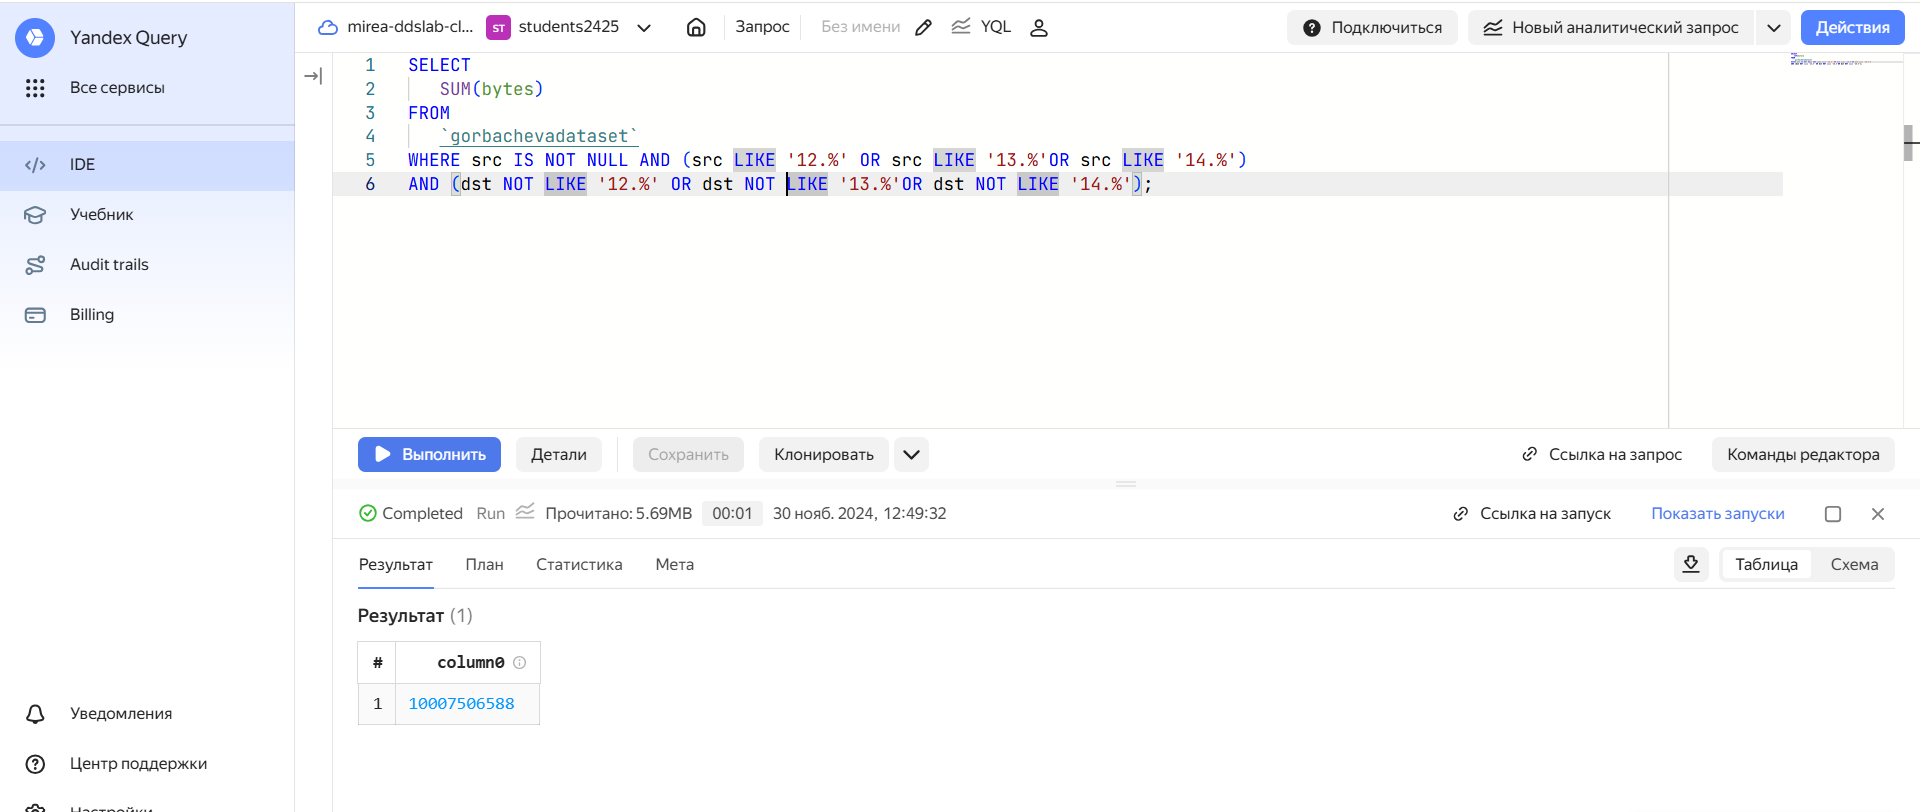 Yandex Query
Все сервисы
IDE
Учебник
Audit trails
Billing
Уведомления
Центр поддержки
Настройки
mirea-ddslab-cl... ST students2425 Запрос Без имени YQL
Подключиться Новый аналитический запрос Действия
1 SELECT
2 SUM(bytes)
3 FROM
4 `gorbachevadataset`
5 WHERE src IS NOT NULL AND (src LIKE '12.%' OR src LIKE '13.%'OR src LIKE '14.%')
6 AND (dst NOT LIKE '12.%' OR dst NOT LIKE '13.%'OR dst NOT LIKE '14.%');
Выполнить Детали Сохранить Клонировать Ссылка на запрос Команды редактора
Completed Run Прочитано: 5.69MB 00:01 30 нояб. 2024, 12:49:32 Ссылка на запуск Показать запуски
Результат План Статистика Мета Таблица Схема
Результат (1)
# column0
1 10007506588